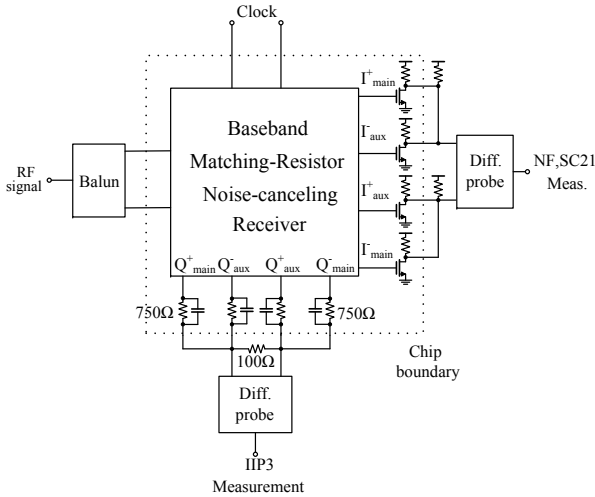 Clock
I+main
I-aux
I+aux
I-main
Baseband
Matching-Resistor
Noise-canceling
Receiver
RF
signal
Balun
Diff.
probe
NF,SC21
Meas.
Q+main Q-aux Q+aux Q-main
750Ω
750Ω
100Ω
Chip
boundary
Diff.
probe
IIP3
Measurement